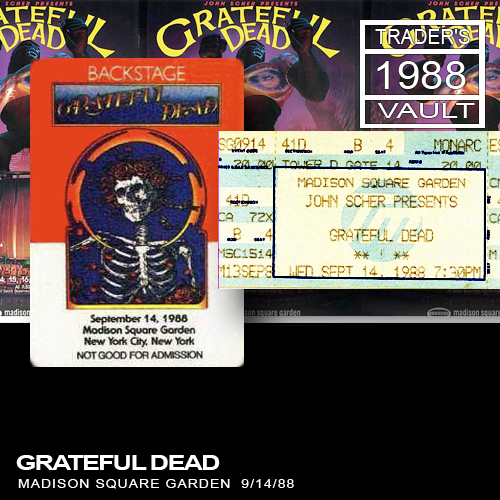 JOHN SCHER PRESENTS
GRATEFUL
DEAD
JOHN SCHER PRESENTS
GRATEFUL
DEAD
TRADER'S
1988
VAULT
BACKSTAGE
GRATEFUL DEAD
September 14, 1988
Madison Square Garden
New York City, New York
NOT GOOD FOR ADMISSION
SG0914 41D B 4 MONARC
20.00 TOWER D GATE 14 20.00
MADISON SQUARE GARDEN
41D JOHN SCHER PRESENTS
CA 72X
B 4 GRATEFUL DEAD
MSC1514 ** ! **
M13SEP8 WED SEPT 14, 1988 7:30PM
madison square garden
madison square garden
GRATEFUL DEAD
MADISON SQUARE GARDEN 9/14/88